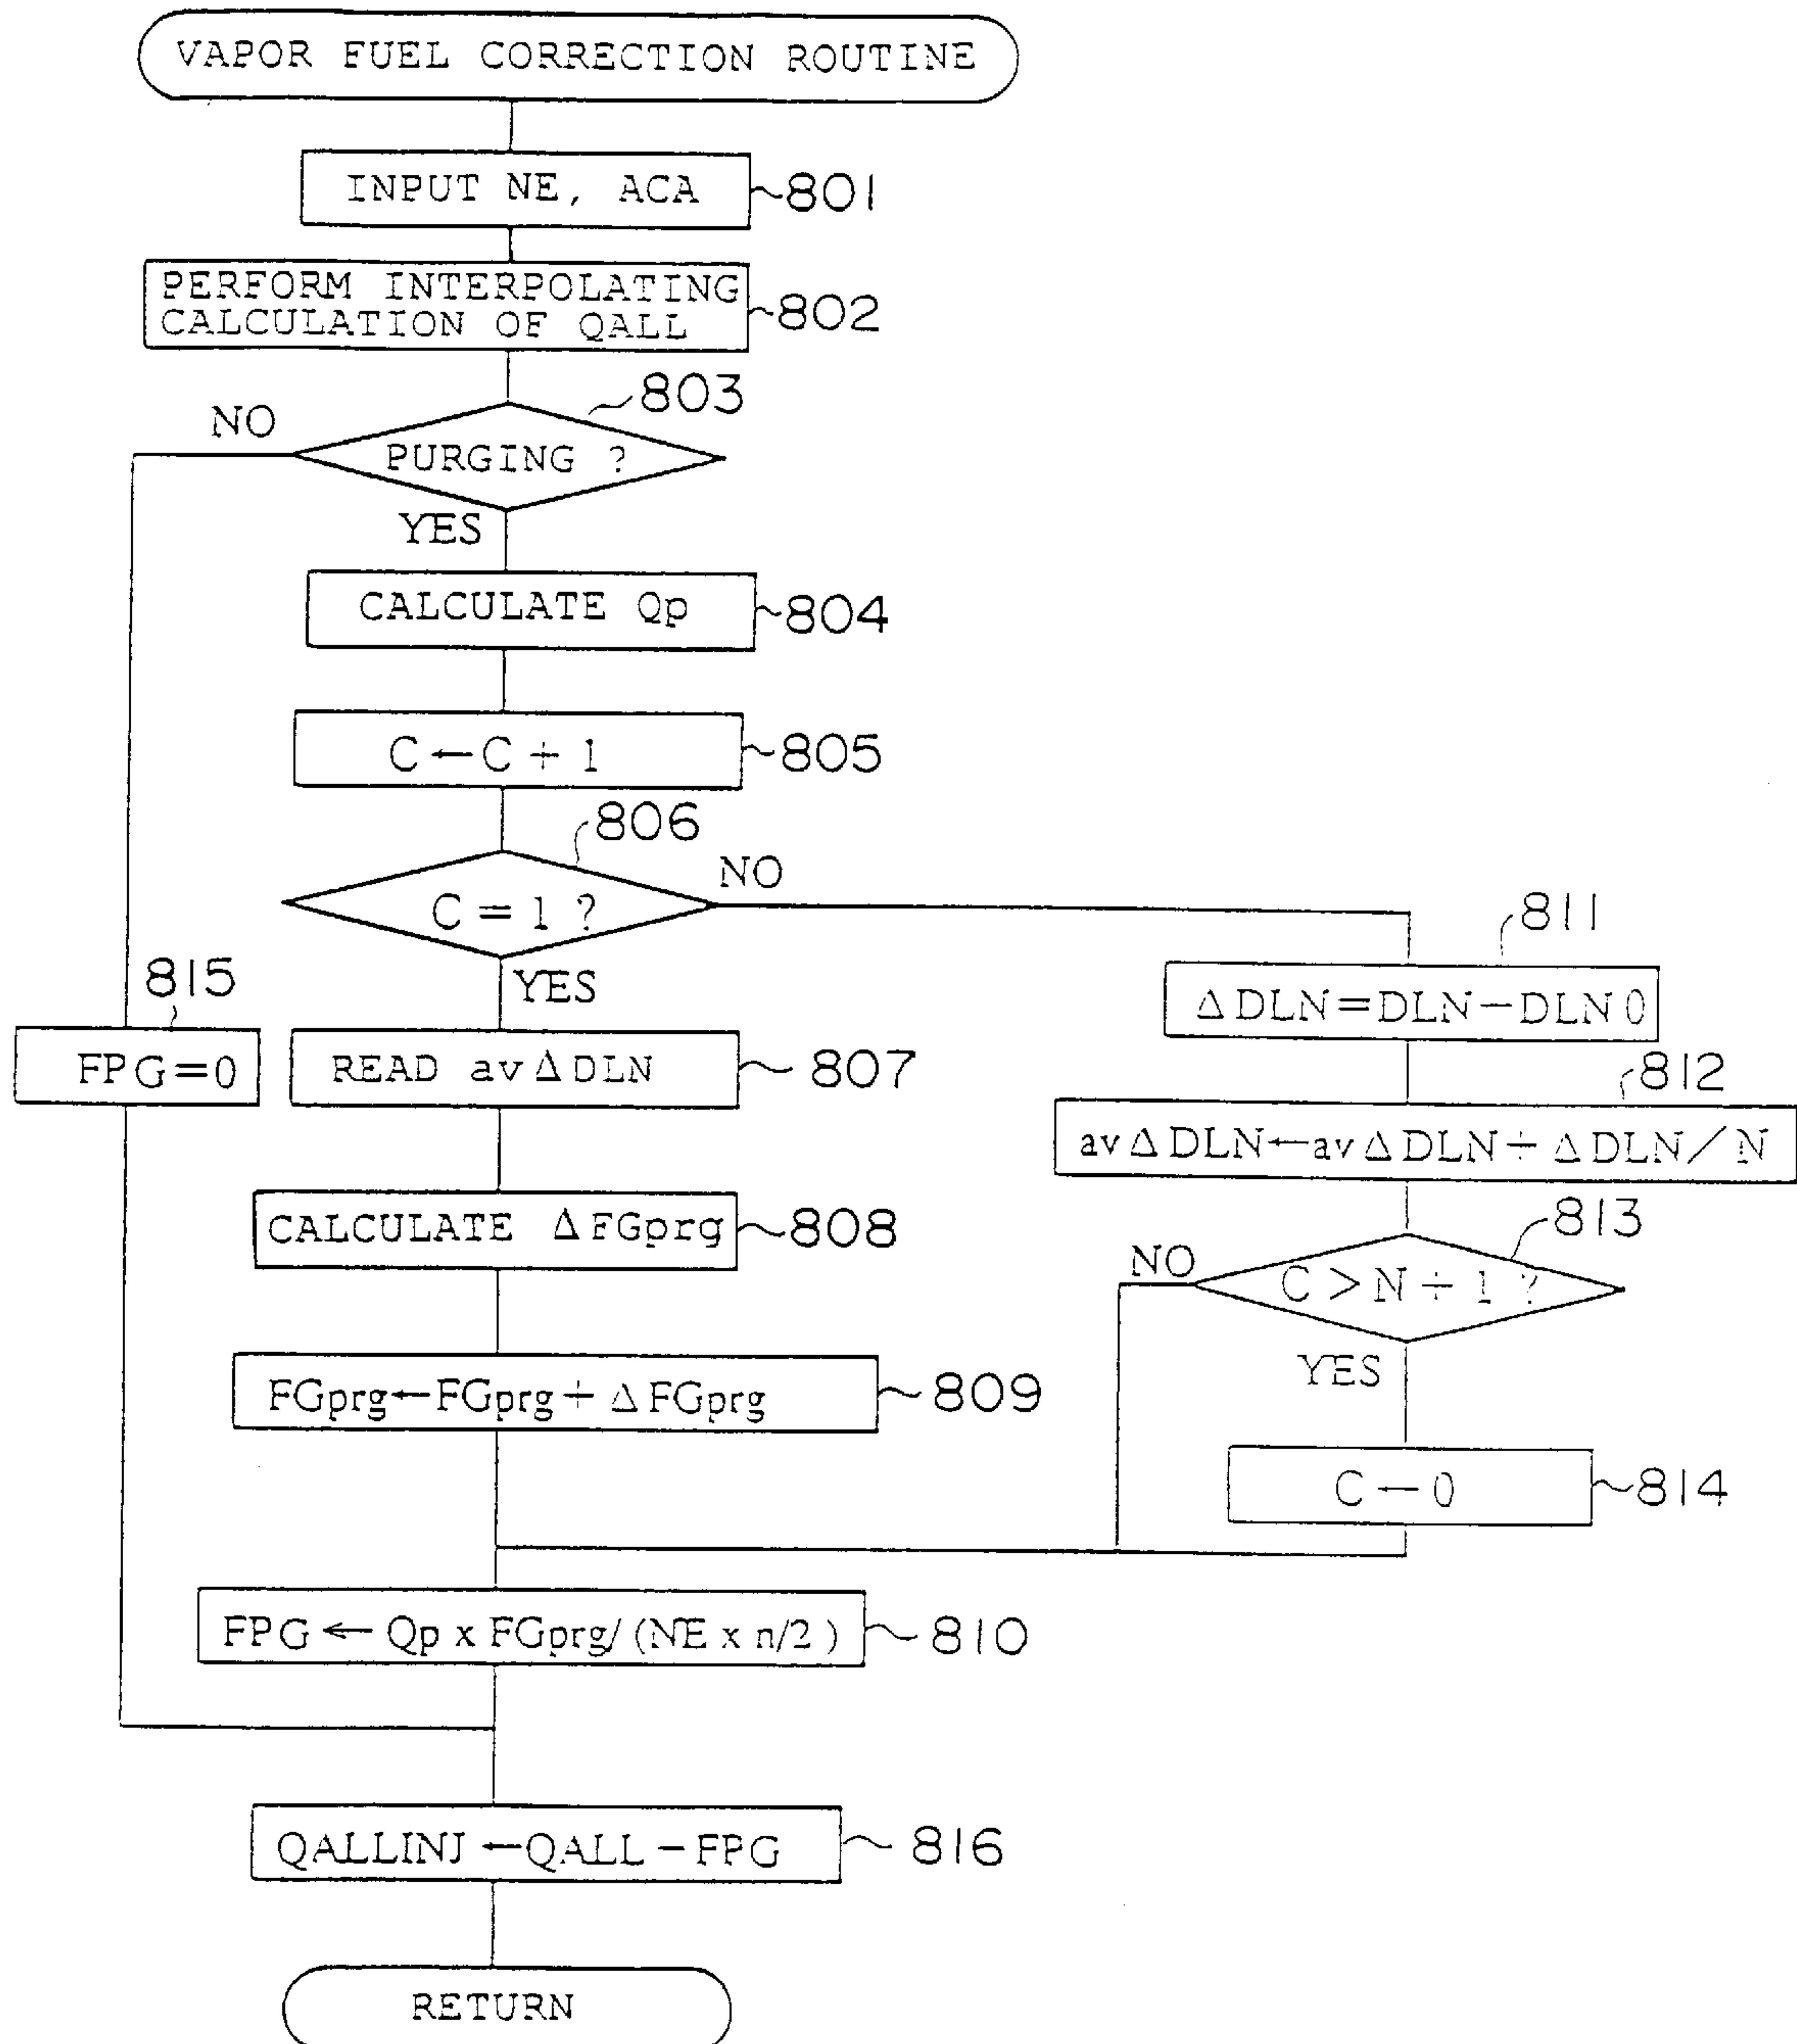 VAPOR FUEL CORRECTION ROUTINE
INPUT NE, ACA
801
PERFORM INTERPOLATING
CALCULATION OF QALL
802
803
NO
PURGING ?
YES
CALCULATE Qp
804
C ← C + 1
805
806
NO
C = 1 ?
YES
811
ΔDLN=DLN−DLN0
815
FPG=0
READ avΔDLN
807
812
avΔDLN←avΔDLN+ΔDLN/N
CALCULATE ΔFGprg
808
813
NO
C > N + 1 ?
YES
FGprg←FGprg+ΔFGprg
809
C ← 0
814
FPG ← Qp x FGprg/(NE x n/2)
810
QALLINJ ← QALL − FPG
816
RETURN